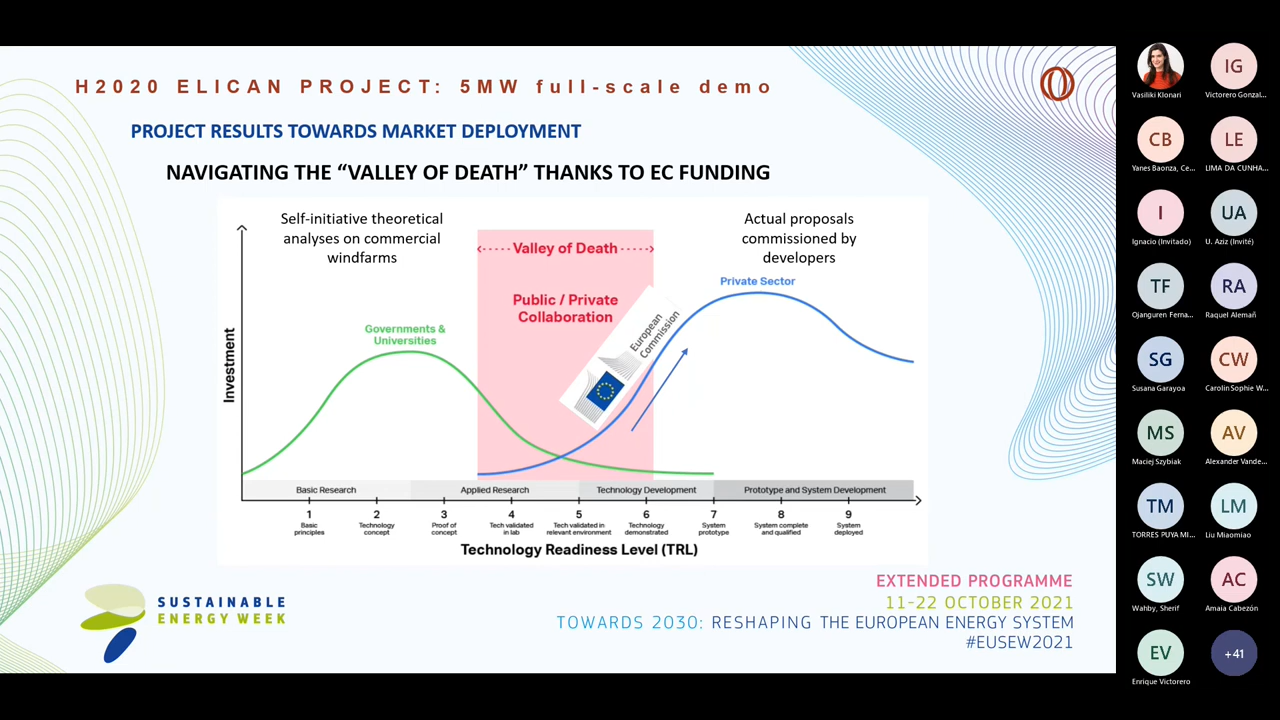 H2020 ELICAN PROJECT: 5MW full-scale demo
PROJECT RESULTS TOWARDS MARKET DEPLOYMENT
NAVIGATING THE “VALLEY OF DEATH” THANKS TO EC FUNDING
Self-initiative theoretical
analyses on commercial
windfarms
Actual proposals
commissioned by
developers
Valley of Death
Public / Private
Collaboration
Governments &
Universities
Private Sector
European
Commission
Investment
Basic Research
Applied Research
Technology Development
Prototype and System Development
1
Basic
principles
2
Technology
concept
3
Proof of
concept
4
Tech validated
in lab
5
Tech validated in
relevant environment
6
Technology
demonstrated
7
System
prototype
8
System complete
and qualified
9
System
deployed
Technology Readiness Level (TRL)
SUSTAINABLE
ENERGY WEEK
EXTENDED PROGRAMME
11-22 OCTOBER 2021
TOWARDS 2030: RESHAPING THE EUROPEAN ENERGY SYSTEM
#EUSEW2021
Vasiliki Klonari
IG
Victorero Gonzal...
CB
Yanes Baonza, Ce...
LE
LIMA DA CUNHA...
I
Ignacio (Invitado)
UA
U. Aziz (Invité)
TF
Ojanguren Ferna...
RA
Raquel Alemañ
SG
Susana Garayoa
CW
Carolin Sophie W...
MS
Maciej Szybiak
AV
Alexander Vande...
TM
TORRES PUYA MI...
LM
Liu Miaomiao
SW
Wahby, Sherif
AC
Amaia Cabezón
EV
Enrique Victorero
+41